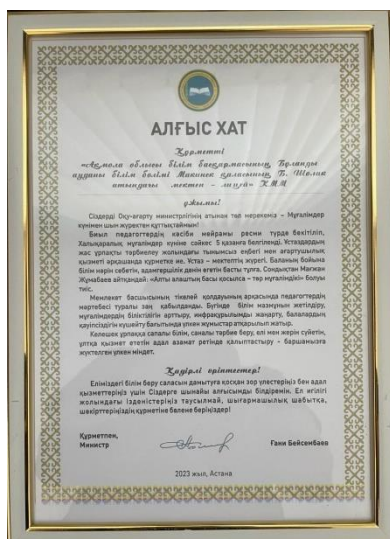 АЛҒЫС ХАТ
Құрметті
«Ақмола облысы білім басқармасының Бұланды
ауданы білім бөлімі Макинск қаласының Б. Шолақ
атындағы мектеп – лицей» КММ
ұжымы!
Сіздерді Оқу-ағарту министрлігінің атынан төл мерекеміз – Мұғалімдер
күнімен шын жүректен құттықтаймын!
Биыл педагогтердің кәсіби мейрамы ресми түрде бекітіліп,
Халықаралық мұғалімдер күніне сәйкес 5 қазанға белгіленді. Ұстаздардың
жас ұрпақты тәрбиелеу жолындағы тынымсыз еңбегі мен ағартушылық
қызметі әрқашанда құрметке ие. Ұстаз – мектептің жүрегі. Баланың бойына
білім нәрін себетін, адамгершілік дәнін егетін басты тұлға. Сондықтан Мағжан
Жұмабаев айтқандай: «Алты алаштың басы қосылса – төр мұғалімдікі» болуы
тиіс.
Мемлекет басшысының тікелей қолдауының арқасында педагогтердің
мәртебесі туралы заң қабылданды. Бүгінде білім мазмұнын жетілдіру,
мұғалімдердің біліктілігін арттыру, инфрақұрылымды жаңарту, балалардың
қауіпсіздігін күшейту бағытында үлкен жұмыстар атқарылып жатыр.
Келешек ұрпаққа сапалы білім, саналы тәрбие беру, елі мен жерін сүйетін,
ұлтқа қызмет ететін адал азамат ретінде қалыптастыру – баршамызға
жүктелген үлкен міндет.
Қадірлі әріптестер!
Еліміздегі білім беру саласын дамытуға қосқан зор үлестеріңіз бен адал
қызметтеріңіз үшін Сіздерге шынайы алғысымды білдіремін. Ел игілігі
жолындағы ізденістеріңіз таусылмай, шығармашылық шабытқа,
шәкірттеріңіздің құрметіне бөлене беріңіздер!
Құрметпен,
Министр Ғани Бейсембаев
2023 жыл, Астана